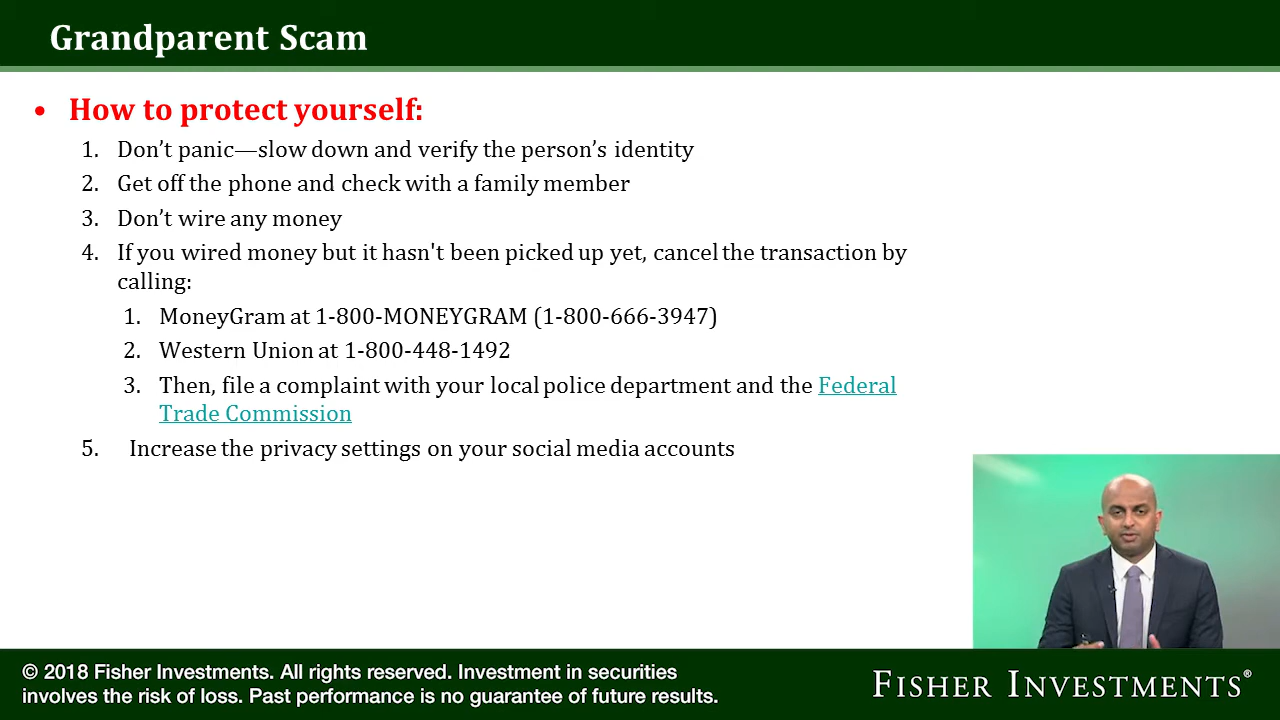 Grandparent Scam
• How to protect yourself:
1. Don’t panic—slow down and verify the person’s identity
2. Get off the phone and check with a family member
3. Don’t wire any money
4. If you wired money but it hasn't been picked up yet, cancel the transaction by
calling:
1. MoneyGram at 1-800-MONEYGRAM (1-800-666-3947)
2. Western Union at 1-800-448-1492
3. Then, file a complaint with your local police department and the Federal
Trade Commission
5. Increase the privacy settings on your social media accounts
© 2018 Fisher Investments. All rights reserved. Investment in securities
involves the risk of loss. Past performance is no guarantee of future results.
FISHER INVESTMENTS®